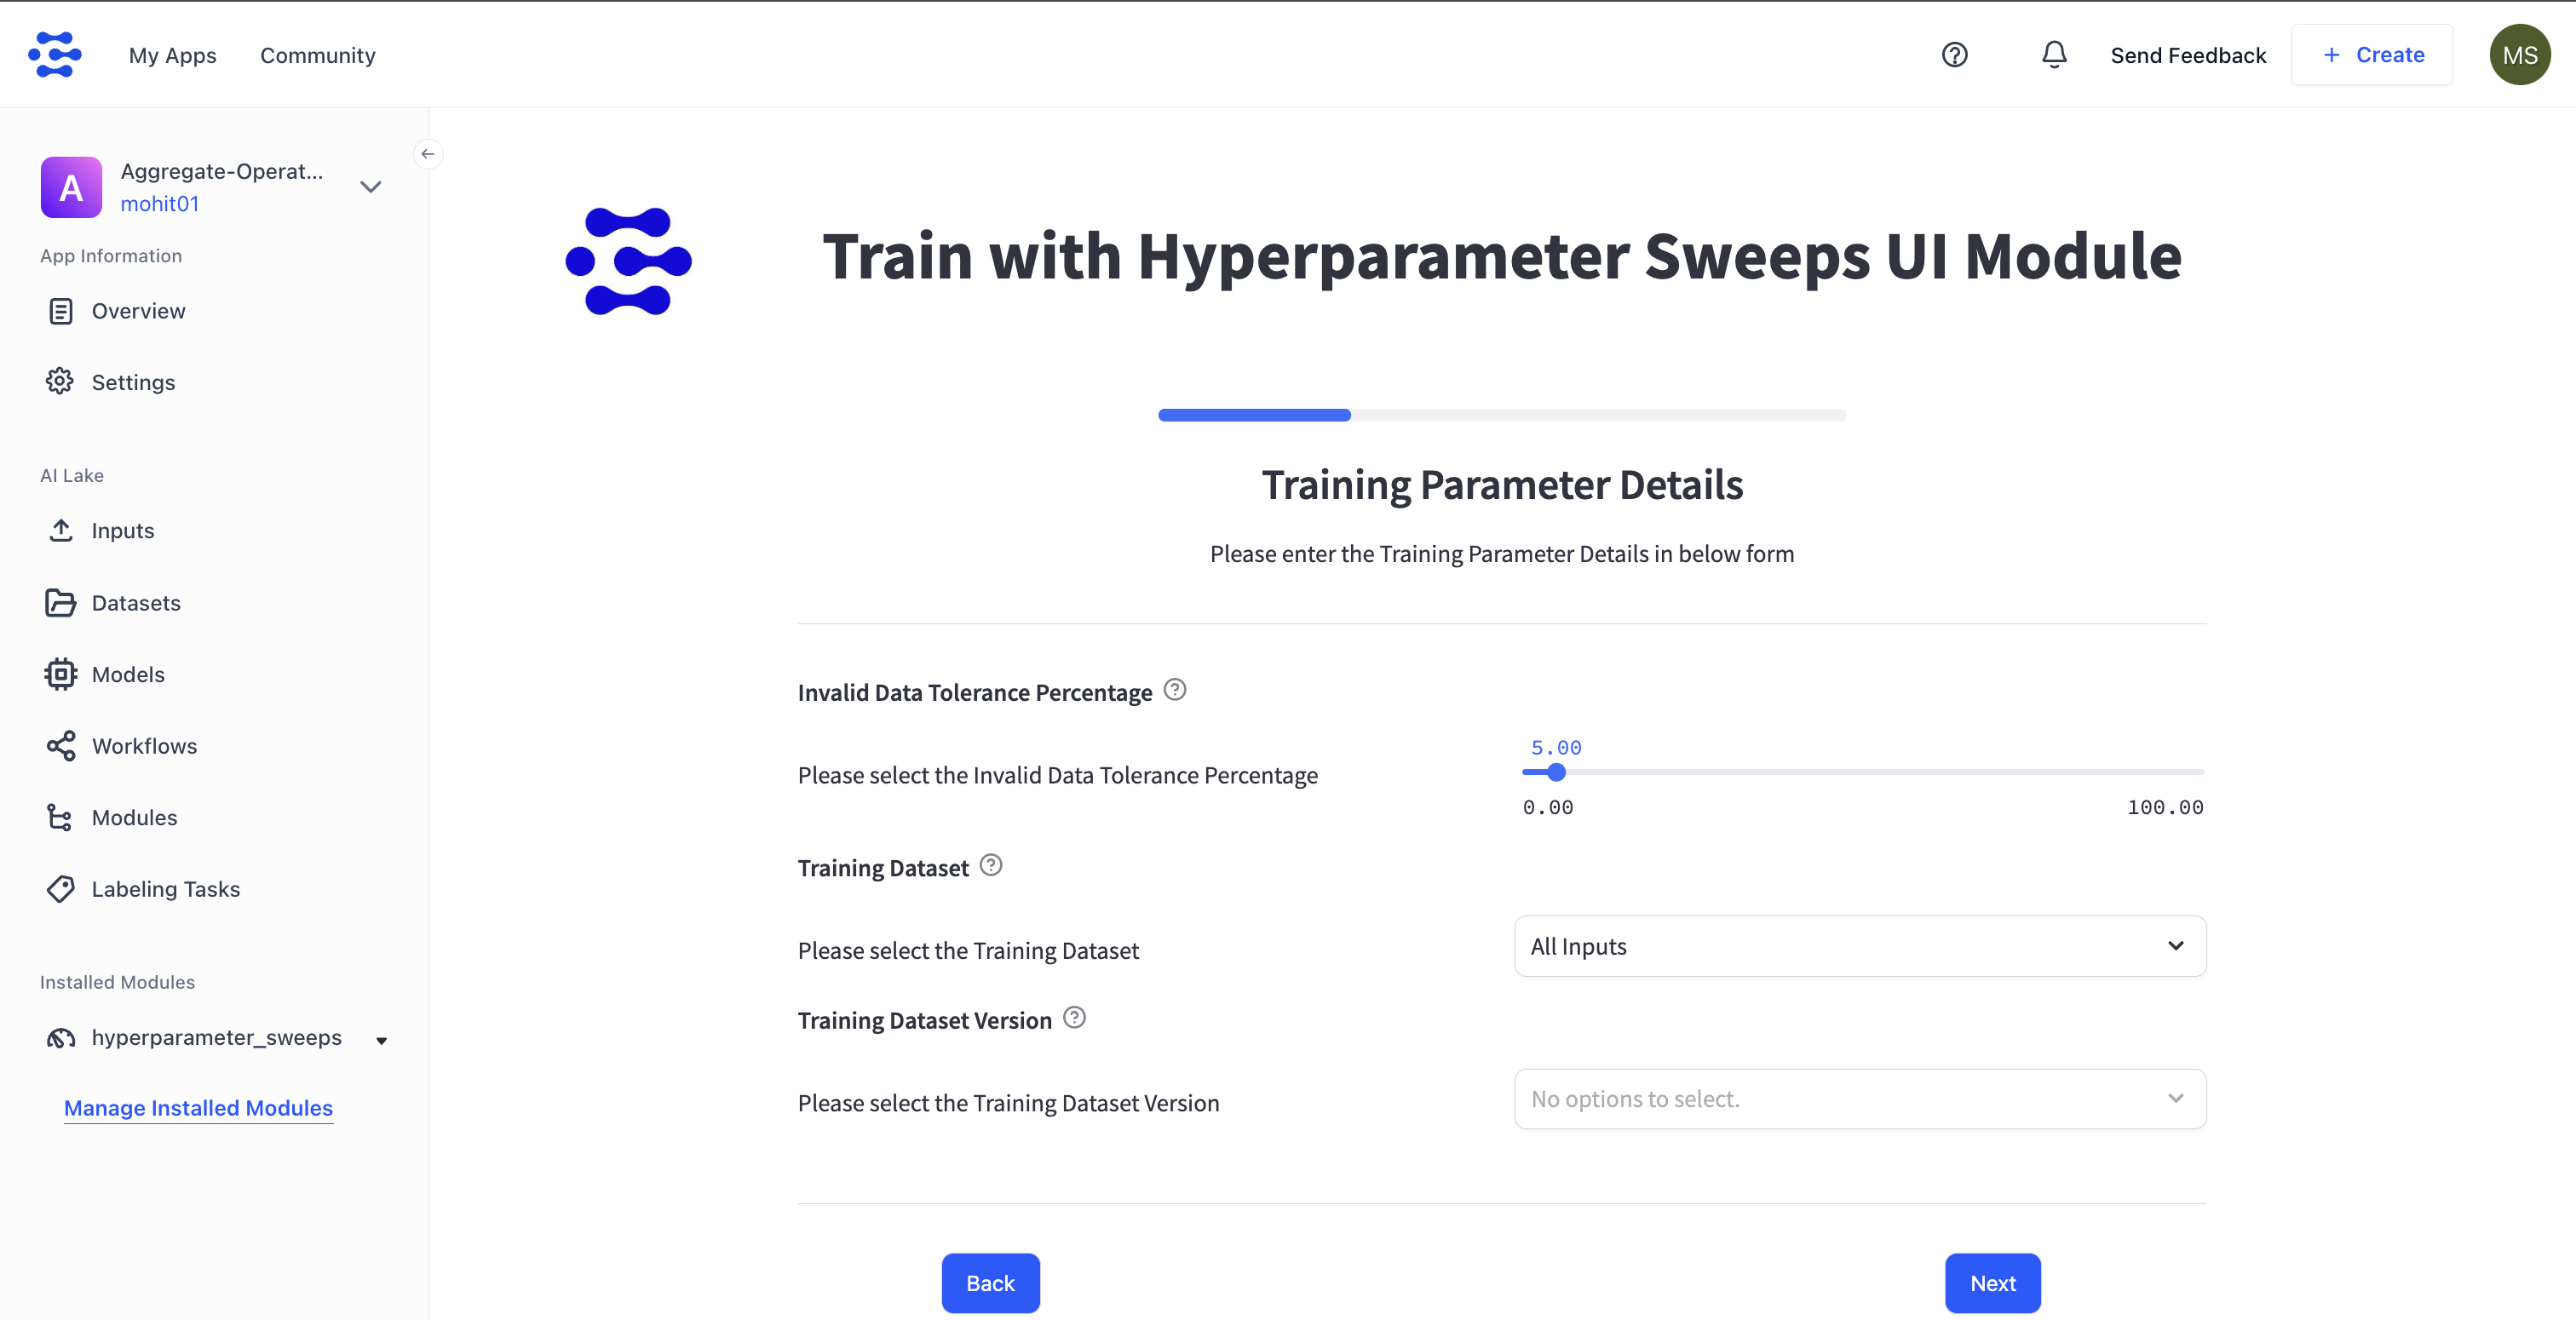 My Apps
Community
Send Feedback
+ Create
MS
A
Aggregate-Operat...
mohit01
App Information
Overview
Settings
AI Lake
Inputs
Datasets
Models
Workflows
Modules
Labeling Tasks
Installed Modules
hyperparameter_sweeps
Manage Installed Modules
Train with Hyperparameter Sweeps UI Module
Training Parameter Details
Please enter the Training Parameter Details in below form
Invalid Data Tolerance Percentage
Please select the Invalid Data Tolerance Percentage
5.00
0.00
100.00
Training Dataset
Please select the Training Dataset
All Inputs
Training Dataset Version
Please select the Training Dataset Version
No options to select.
Back
Next